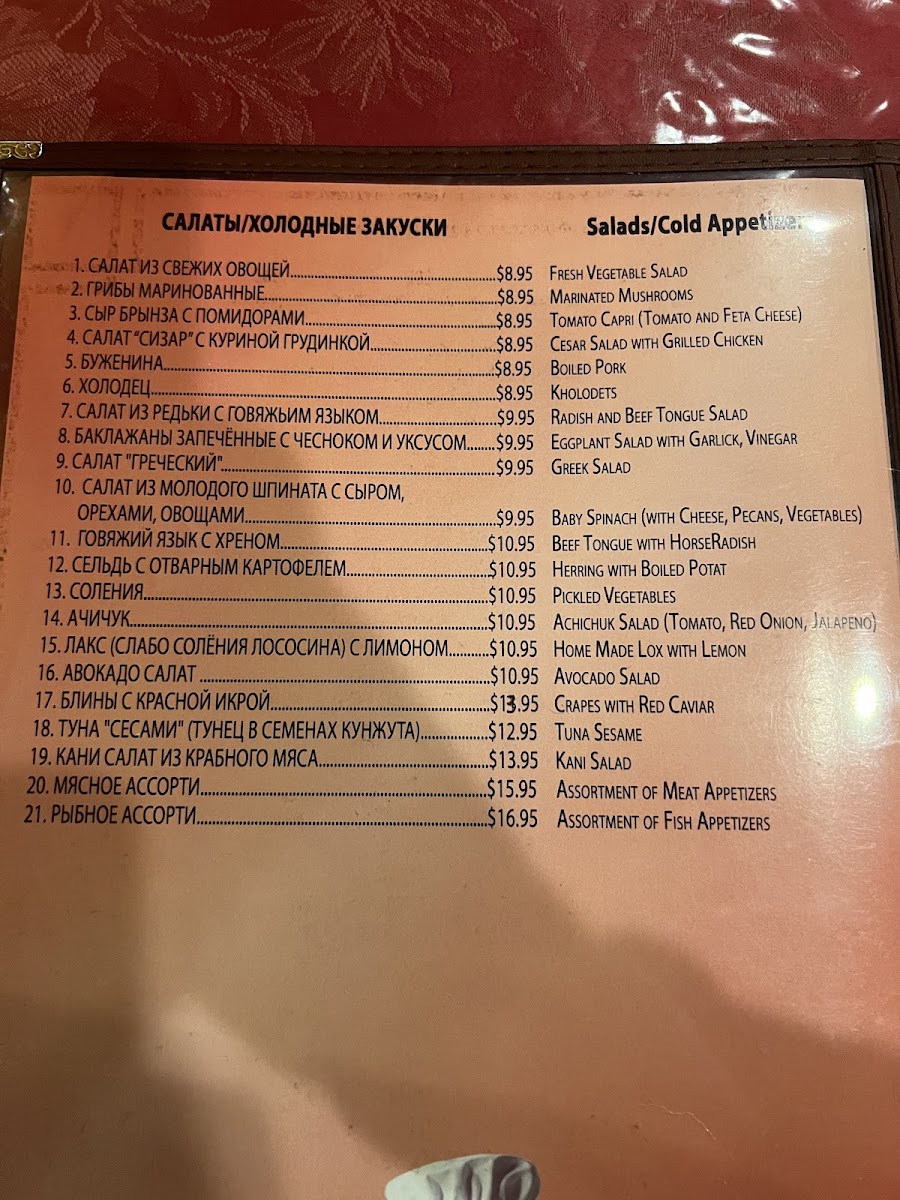 САЛАТЫ/ХОЛОДНЫЕ ЗАКУСКИ Salads/Cold Appetizer
1. САЛАТ ИЗ СВЕЖИХ ОВОЩЕЙ $8.95 Fresh Vegetable Salad
2. ГРИБЫ МАРИНОВАННЫЕ $8.95 Marinated Mushrooms
3. СЫР БРЫНЗА С ПОМИДОРАМИ $8.95 Tomato Capri (Tomato and Feta Cheese)
4. САЛАТ “СИЗАР” С КУРИНОЙ ГРУДИНКОЙ $8.95 Cesar Salad with Grilled Chicken
5. БУЖЕНИНА $8.95 Boiled Pork
6. ХОЛОДЕЦ $8.95 Kholodets
7. САЛАТ ИЗ РЕДЬКИ С ГОВЯЖЬИМ ЯЗЫКОМ $9.95 Radish and Beef Tongue Salad
8. БАКЛАЖАНЫ ЗАПЕЧЁННЫЕ С ЧЕСНОКОМ И УКСУСОМ $9.95 Eggplant Salad with Garlick, Vinegar
9. САЛАТ "ГРЕЧЕСКИЙ" $9.95 Greek Salad
10. САЛАТ ИЗ МОЛОДОГО ШПИНАТА С СЫРОМ,
ОРЕХАМИ, ОВОЩАМИ $9.95 Baby Spinach (with Cheese, Pecans, Vegetables)
11. ГОВЯЖИЙ ЯЗЫК С ХРЕНОМ $10.95 Beef Tongue with HorseRadish
12. СЕЛЬДЬ С ОТВАРНЫМ КАРТОФЕЛЕМ $10.95 Herring with Boiled Potat
13. СОЛЕНИЯ $10.95 Pickled Vegetables
14. АЧИЧУК $10.95 Achichuk Salad (Tomato, Red Onion, Jalapeno)
15. ЛАКС (СЛАБО СОЛЁНИЯ ЛОСОСИНА) С ЛИМОНОМ $10.95 Home Made Lox with Lemon
16. АВОКАДО САЛАТ $10.95 Avocado Salad
17. БЛИНЫ С КРАСНОЙ ИКРОЙ $13.95 Crapes with Red Caviar
18. ТУНА "СЕСАМИ" (ТУНЕЦ В СЕМЕНАХ КУНЖУТА) $12.95 Tuna Sesame
19. КАНИ САЛАТ ИЗ КРАБНОГО МЯСА $13.95 Kani Salad
20. МЯСНОЕ АССОРТИ $15.95 Assortment of Meat Appetizers
21. РЫБНОЕ АССОРТИ $16.95 Assortment of Fish Appetizers